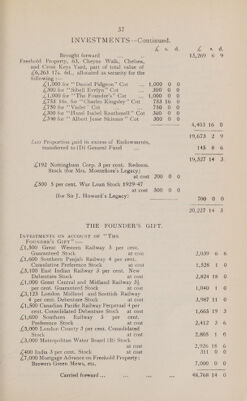 37
INVESTMENTS—Continued.
£ s. d. £ s. d.
Brought forward 15,269 6 9
Freehold Property, 63, Cheyne Walk, Chelsea,
and Cross Keys Yard, part of total value of
£6,263 17s. 6d., allocated as security for the
following :—
£1,000 for "Daniel Pidgeon" Cot ... 1,000 0 0
£300 for "Sibell Evelyn" Cot ... 300 0 0
£1,000 for "The Founder's" Cot ... 1,000 0 0
£753 16s. for "Charles Kingsley" Cot 753 16 0
£750 for "Violet" Cot ... 750 0 0
£300 for "Hazel Isobel Raothmell" Cot 300 0 0
£300 for "Albert Jesse Skinner" Cot 300 0 0
4,403 16 0
19,673 2 9
Less Proportion paid in excess of Endowments,
transferred to (D) General Fund ... 145 8 6
19,527 14 3
£192 Nottingham Corp. 3 per cent. Redeem.
Stock (for Mrs. Legacy)
at cost 200 0 0
£500 5 per cent. War Loan Stock 1929-47
at cost 500 0 0
(for Sir J. Howard's Legacy)
700 0 0
20,227 14 3
THE FOUNDER'S GIFT.
INVESTMENTS ON ACCOUNT OF "THE
FOUNDER'S GIFT"—
£1,500 Great Western Railway 5 per cent.
Guaranteed Stock at cost 2,039 6 8
£1,600 Southern Punjab Railway 4 per cent.
Cumulative Preference Stock at cost 1,528 1 0
£3,100 East Indian Railway 3 per cent. New
Debenture Stock at cost 2,824 18 0
£1,000 Great Central and Midland Railway 3½
per cent. Guaranteed Stock at cost 1,040 1 0
£3,123 London Midland and Scottish Railway
4 per cent. Debenture Stock at cost 3,987 11 0
£1,500 Canadian Pacific Railway Perpetual 4 per
cent. Consolidated Debenture Stock at cost 1,665 19 3
£1,600 Southern Railway 5 per cent.
Preference Stock at cost 2,412 3 6
£3,000 London County 3 per cent. Consolidated
Stock at cost 2,865 1 6
£3,000 Metropolitan Water Board (B) Stock
at cost 2,926 18 6
£400 India 3 per cent. Stock at cost 311 0 0
£7,000 Mortgage Advance on Freehold Property:
Brewers Green Mews, etc. 7,000 0 0
Carried forward ... ... ... 48,768 14 0